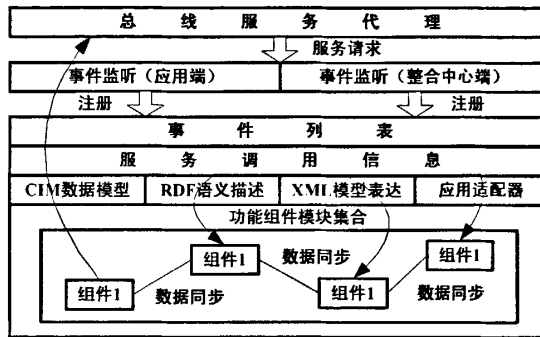 总线服务代理
服务请求
事件监听（应用端） 事件监听（整合中心端）
注册 注册
事件列表
服务调用信息
CIM数据模型 RDF语义描述 XML模型表达 应用适配器
功能组件模块集合
组件1 数据同步 组件1
组件1 数据同步 组件1 数据同步